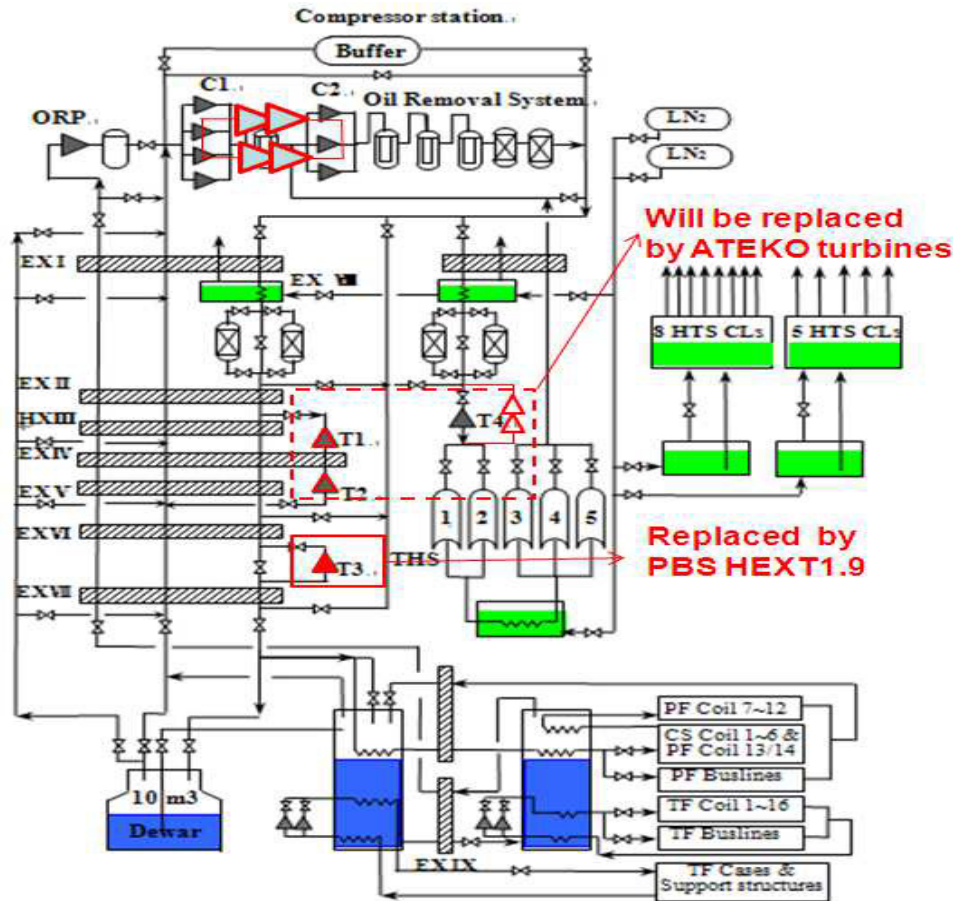 Compressor station.
Buffer
C1.
C2.
Oil Removal System.
ORP.
LN2
LN2
Will be replaced
by ATEKO turbines
EX I
EX VIII
8 HTS CLs
5 HTS CLs
EX II
HXIII
T1.
T4.
EXIV
EX V
T2
1 2 3 4 5
EXVI
T3.
THS
Replaced by
PBS HEXT1.9
EXVII
PF Coil 7~12
CS Coil 1~6 &
PF Coil 13/14
PF Buslines
10 m3
Dewar
TF Coil 1~16
TF Buslines
EXIX
TF Cases &
Support structures